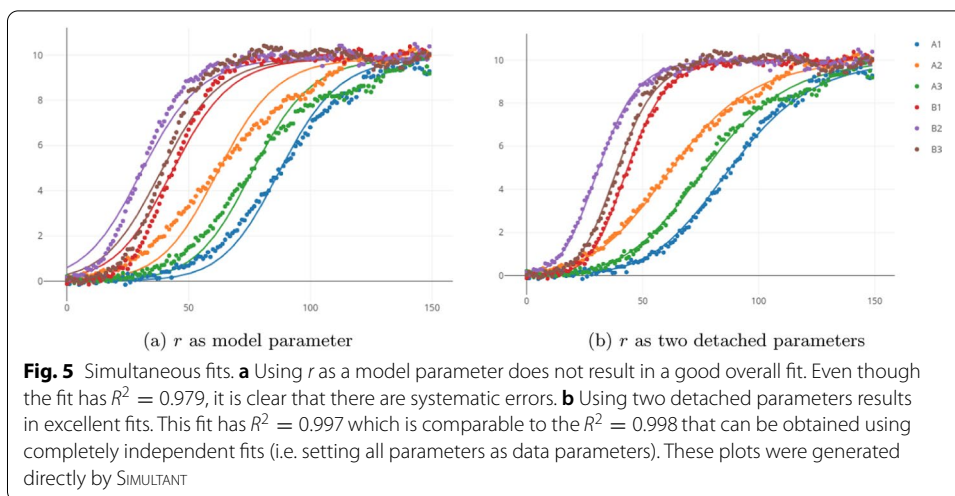 10
8
6
4
2
0
0
50
100
150
10
8
6
4
2
0
0
50
100
150
A1
A2
A3
B1
B2
B3
(a) r as model parameter
(b) r as two detached parameters
Fig. 5 Simultaneous fits. a Using r as a model parameter does not result in a good overall fit. Even though
the fit has R² = 0.979, it is clear that there are systematic errors. b Using two detached parameters results
in excellent fits. This fit has R² = 0.997 which is comparable to the R² = 0.998 that can be obtained using
completely independent fits (i.e. setting all parameters as data parameters). These plots were generated
directly by SIMULTANT